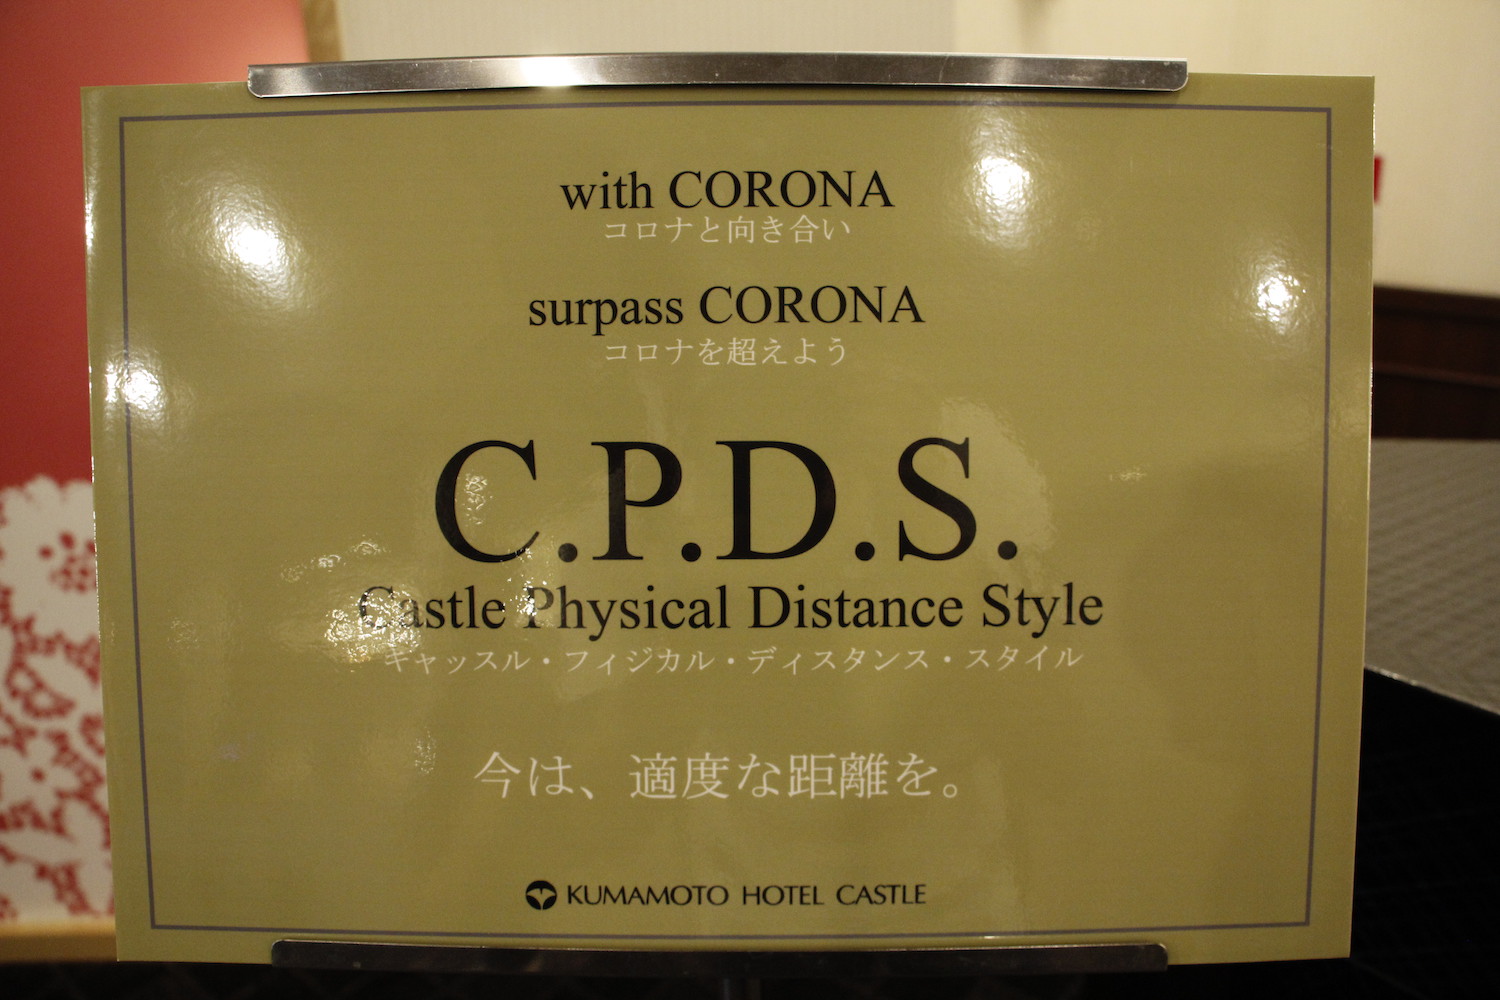 with CORONA
コロナと向き合い
surpass CORONA
コロナを超えよう
C.P.D.S.
Castle Physical Distance Style
キャッスル・フィジカル・ディスタンス・スタイル
今は、適度な距離を。
KUMAMOTO HOTEL CASTLE